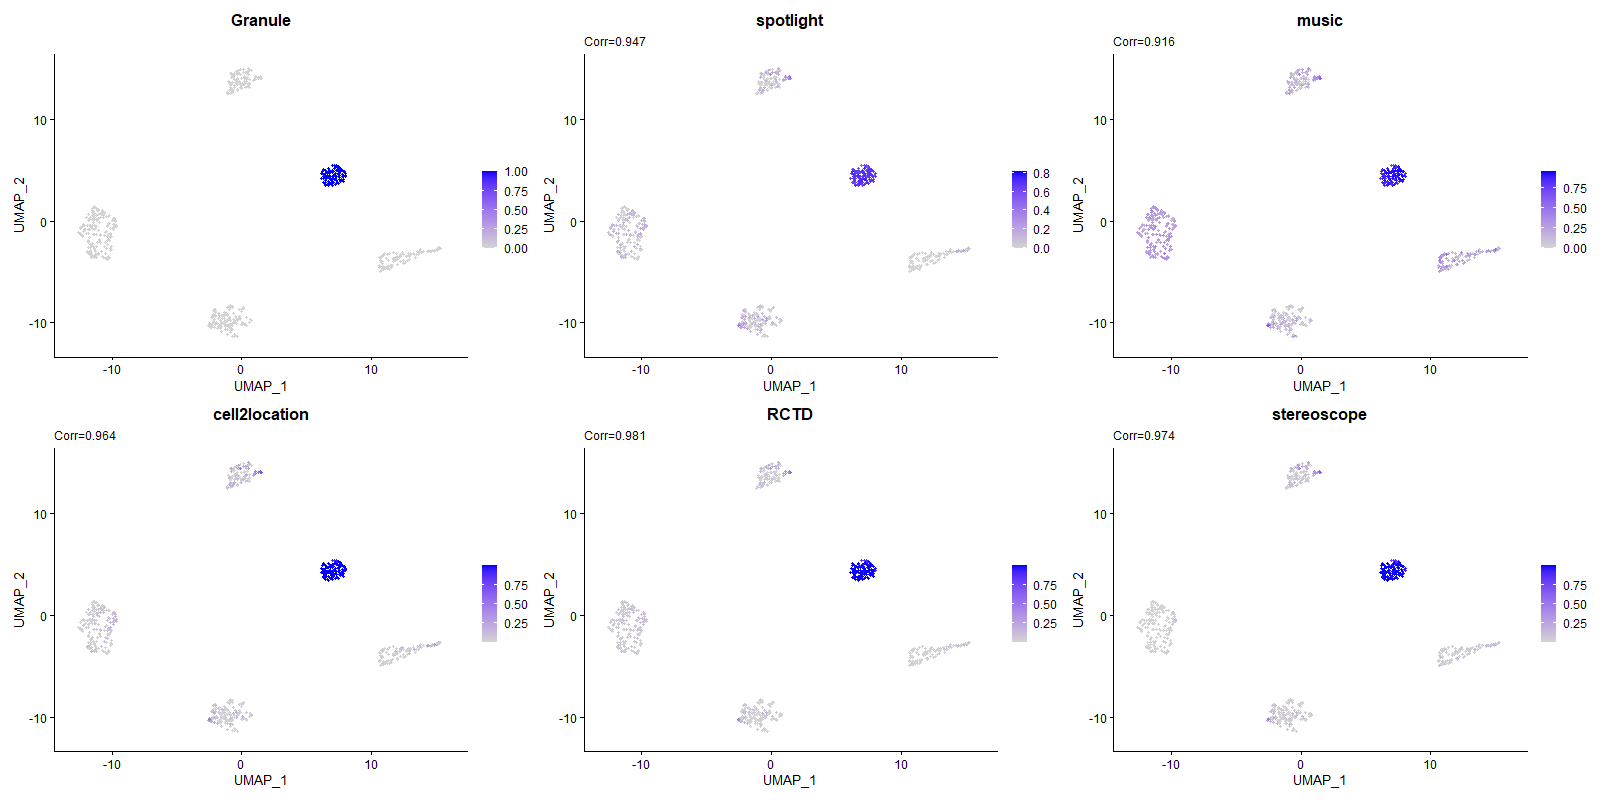 Granule
UMAP_2
10
0
-10
-10
0
10
UMAP_1
1.00
0.75
0.50
0.25
0.00
spotlight
Corr=0.947
UMAP_2
10
0
-10
-10
0
10
UMAP_1
0.8
0.6
0.4
0.2
0.0
music
Corr=0.916
UMAP_2
10
0
-10
-10
0
10
UMAP_1
0.75
0.50
0.25
0.00
cell2location
Corr=0.964
UMAP_2
10
0
-10
-10
0
10
UMAP_1
0.75
0.50
0.25
RCTD
Corr=0.981
UMAP_2
10
0
-10
-10
0
10
UMAP_1
0.75
0.50
0.25
stereoscope
Corr=0.974
UMAP_2
10
0
-10
-10
0
10
UMAP_1
0.75
0.50
0.25